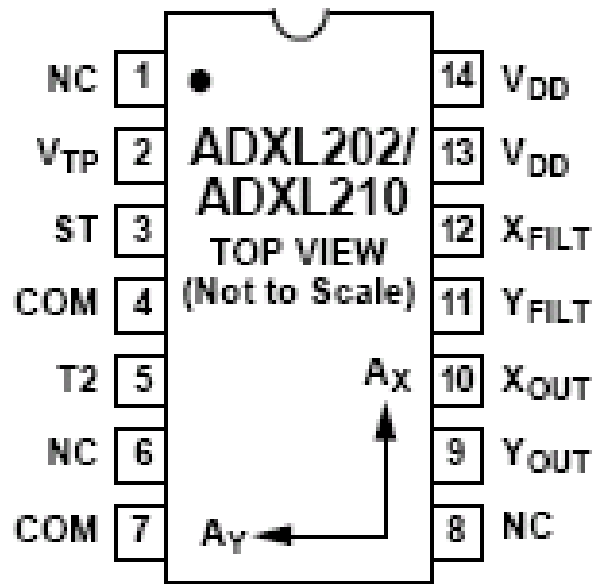 NC 1 14 VDD
VTP 2 ADXL202/ 13 VDD
ADXL210
ST 3 TOP VIEW 12 XFILT
COM 4 (Not to Scale) 11 YFILT
T2 5 AX 10 XOUT
NC 6 9 YOUT
COM 7 AY 8 NC